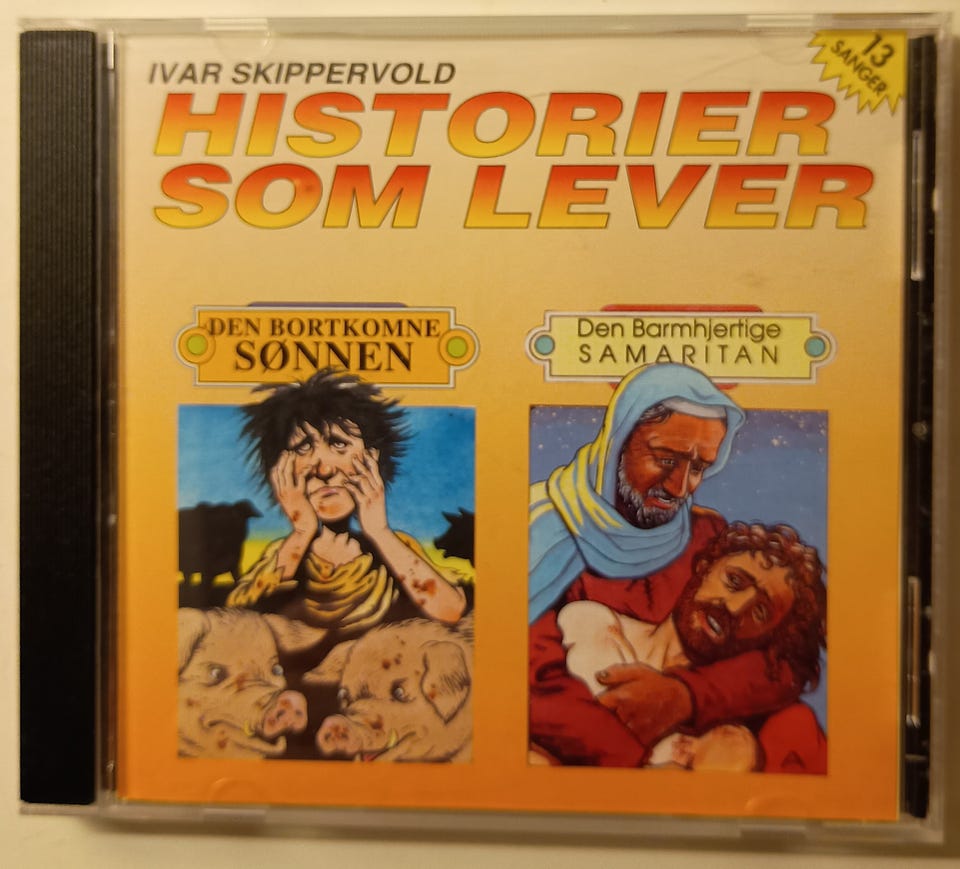 IVAR SKIPPERVOLD
13
SANGER
HISTORIER
SOM LEVER
DEN BORTKOMNE
SØNNEN
Den Barmhjertige
SAMARITAN